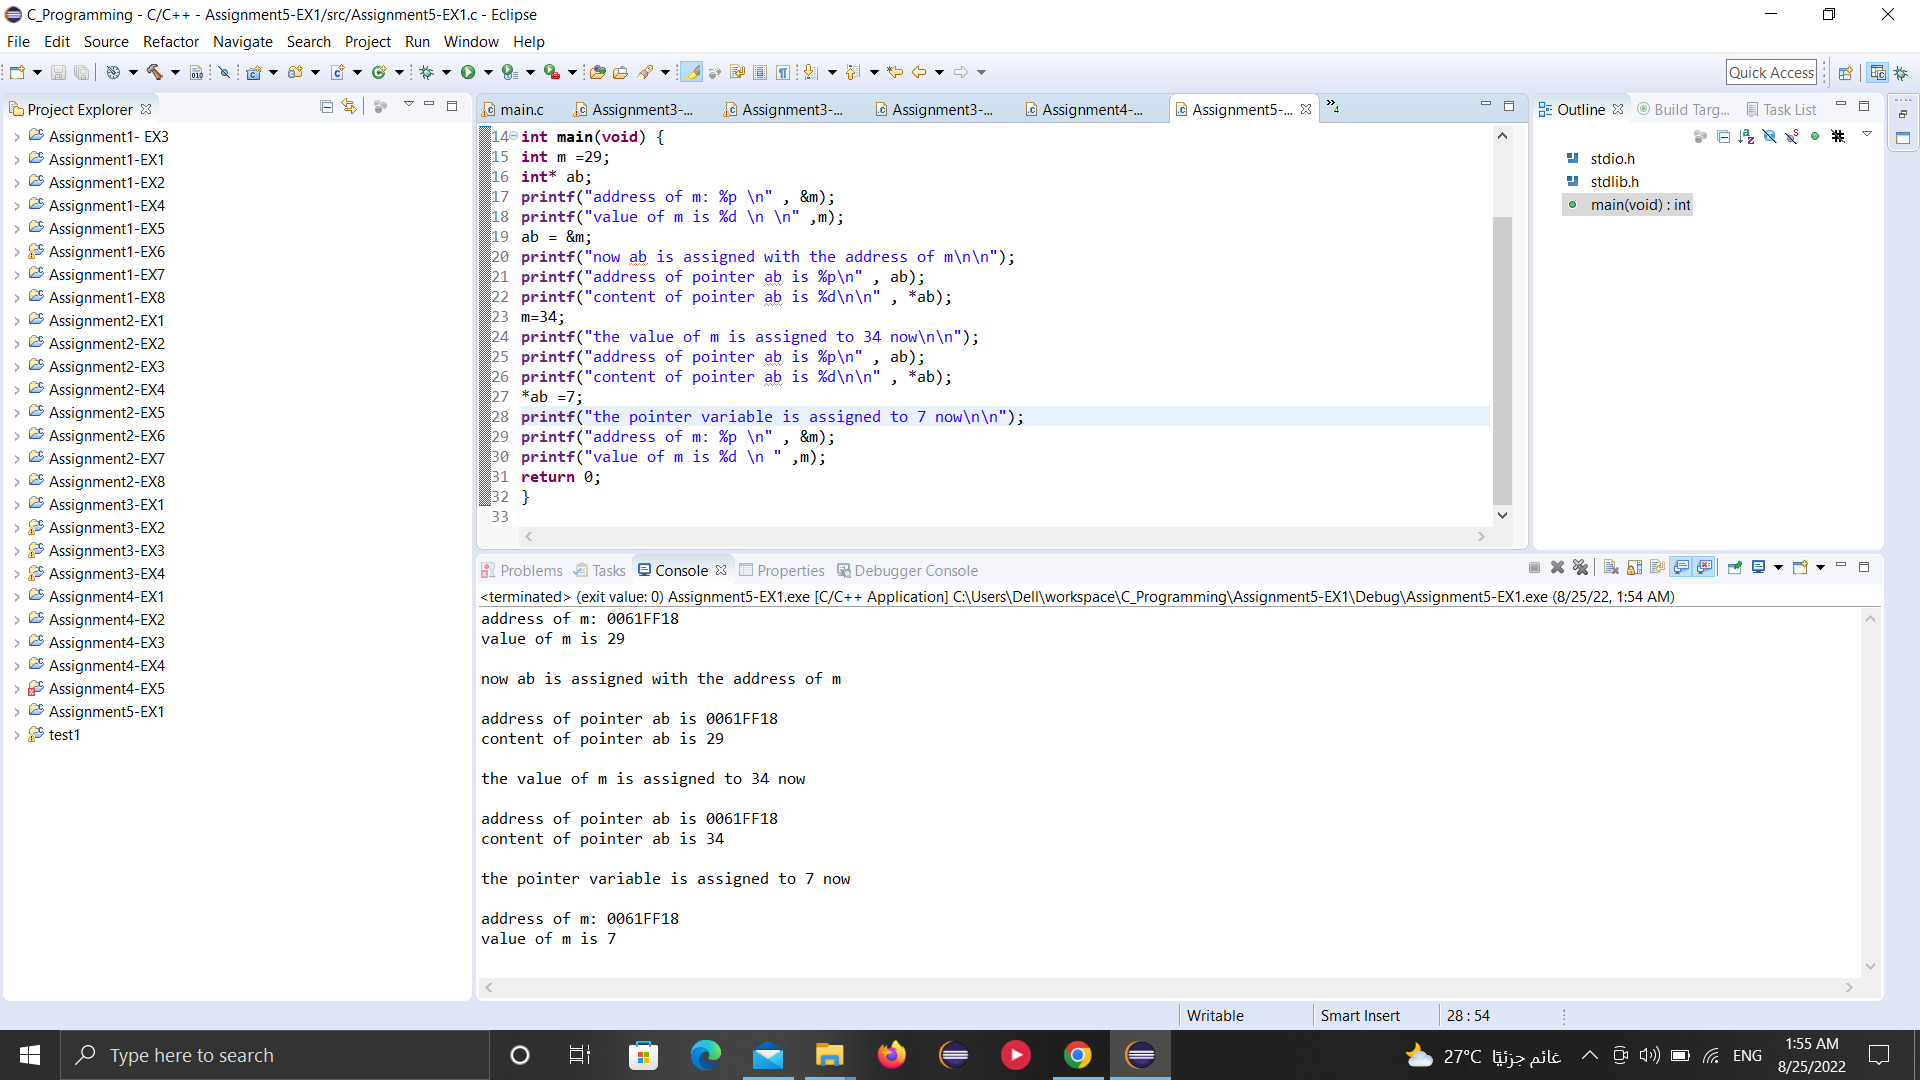 C_Programming - C/C++ - Assignment5-EX1/src/Assignment5-EX1.c - Eclipse
File Edit Source Refactor Navigate Search Project Run Window Help
Quick Access
Project Explorer
Assignment1- EX3
Assignment1-EX1
Assignment1-EX2
Assignment1-EX4
Assignment1-EX5
Assignment1-EX6
Assignment1-EX7
Assignment1-EX8
Assignment2-EX1
Assignment2-EX2
Assignment2-EX3
Assignment2-EX4
Assignment2-EX5
Assignment2-EX6
Assignment2-EX7
Assignment2-EX8
Assignment3-EX1
Assignment3-EX2
Assignment3-EX3
Assignment3-EX4
Assignment4-EX1
Assignment4-EX2
Assignment4-EX3
Assignment4-EX4
Assignment4-EX5
Assignment5-EX1
test1
main.c Assignment3-... Assignment3-... Assignment3-... Assignment4-... Assignment5-... »4
14 int main(void) {
15 int m =29;
16 int* ab;
17 printf("address of m: %p \n" , &m);
18 printf("value of m is %d \n \n" ,m);
19 ab = &m;
20 printf("now ab is assigned with the address of m\n\n");
21 printf("address of pointer ab is %p\n" , ab);
22 printf("content of pointer ab is %d\n\n" , *ab);
23 m=34;
24 printf("the value of m is assigned to 34 now\n\n");
25 printf("address of pointer ab is %p\n" , ab);
26 printf("content of pointer ab is %d\n\n" , *ab);
27 *ab =7;
28 printf("the pointer variable is assigned to 7 now\n\n");
29 printf("address of m: %p \n" , &m);
30 printf("value of m is %d \n " ,m);
31 return 0;
32 }
33
Outline Build Targ... Task List
stdio.h
stdlib.h
main(void) : int
Problems Tasks Console Properties Debugger Console
<terminated> (exit value: 0) Assignment5-EX1.exe [C/C++ Application] C:\Users\Dell\workspace\C_Programming\Assignment5-EX1\Debug\Assignment5-EX1.exe (8/25/22, 1:54 AM)
address of m: 0061FF18
value of m is 29
now ab is assigned with the address of m
address of pointer ab is 0061FF18
content of pointer ab is 29
the value of m is assigned to 34 now
address of pointer ab is 0061FF18
content of pointer ab is 34
the pointer variable is assigned to 7 now
address of m: 0061FF18
value of m is 7
Writable Smart Insert 28 : 54
Type here to search
27°C غائم جزئيًا ENG
1:55 AM
8/25/2022